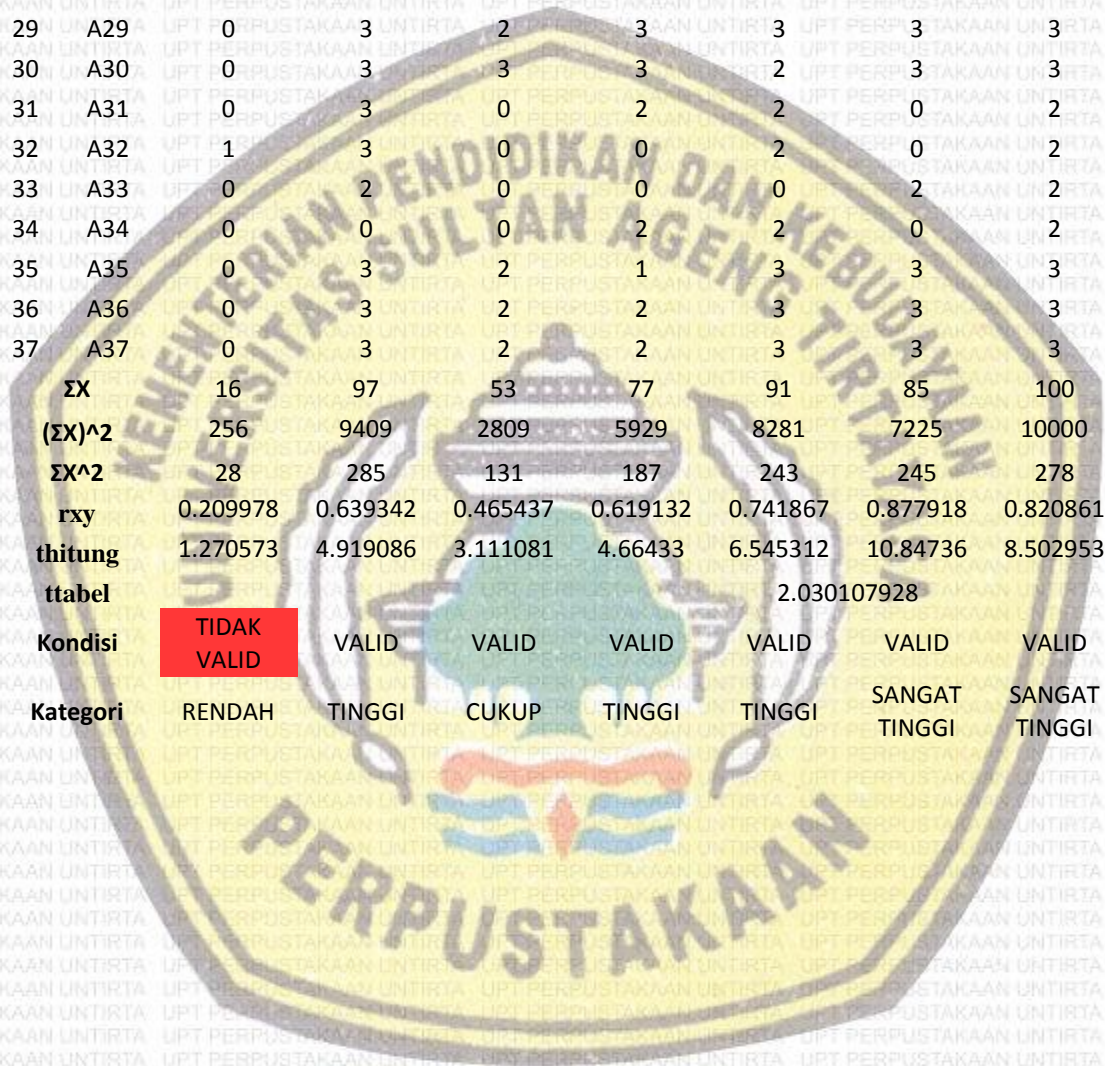 29 A29 0 3 2 3 3 3 3
30 A30 0 3 3 3 2 3 3
31 A31 0 3 0 2 2 0 2
32 A32 1 3 0 0 2 0 2
33 A33 0 2 0 0 0 2 2
34 A34 0 0 0 2 2 0 2
35 A35 0 3 2 1 3 3 3
36 A36 0 3 2 2 3 3 3
37 A37 0 3 2 2 3 3 3
ΣX 16 97 53 77 91 85 100
(ΣX)^2 256 9409 2809 5929 8281 7225 10000
ΣX^2 28 285 131 187 243 245 278
rxy 0.209978 0.639342 0.465437 0.619132 0.741867 0.877918 0.820861
thitung 1.270573 4.919086 3.111081 4.66433 6.545312 10.84736 8.502953
ttabel 2.030107928
Kondisi TIDAK VALID VALID VALID VALID VALID VALID VALID
Kategori RENDAH TINGGI CUKUP TINGGI TINGGI SANGAT TINGGI SANGAT TINGGI
KEMENTERIAN PENDIDIKAN DAN KEBUDAYAAN
UNIVERSITAS SULTAN AGENG TIRTAYASA
PERPUSTAKAAN
UPT PERPUSTAKAAN UNTIRTA